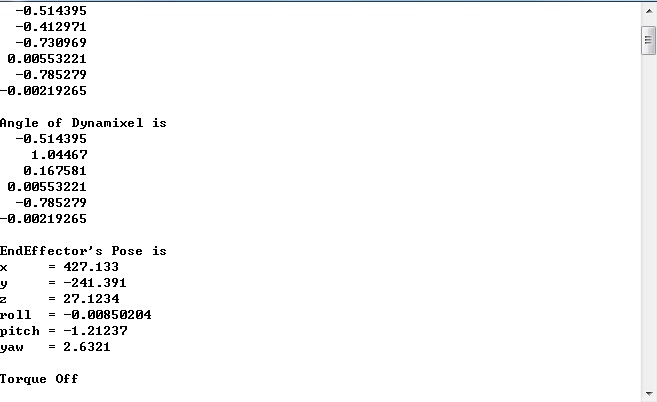 -0.514395
-0.412971
-0.730969
0.00553221
-0.785279
-0.00219265
Angle of Dynamixel is
-0.514395
1.04467
0.167581
0.00553221
-0.785279
-0.00219265
EndEffector's Pose is
x = 427.133
y = -241.391
z = 27.1234
roll = -0.00850204
pitch = -1.21237
yaw = 2.6321
Torque Off